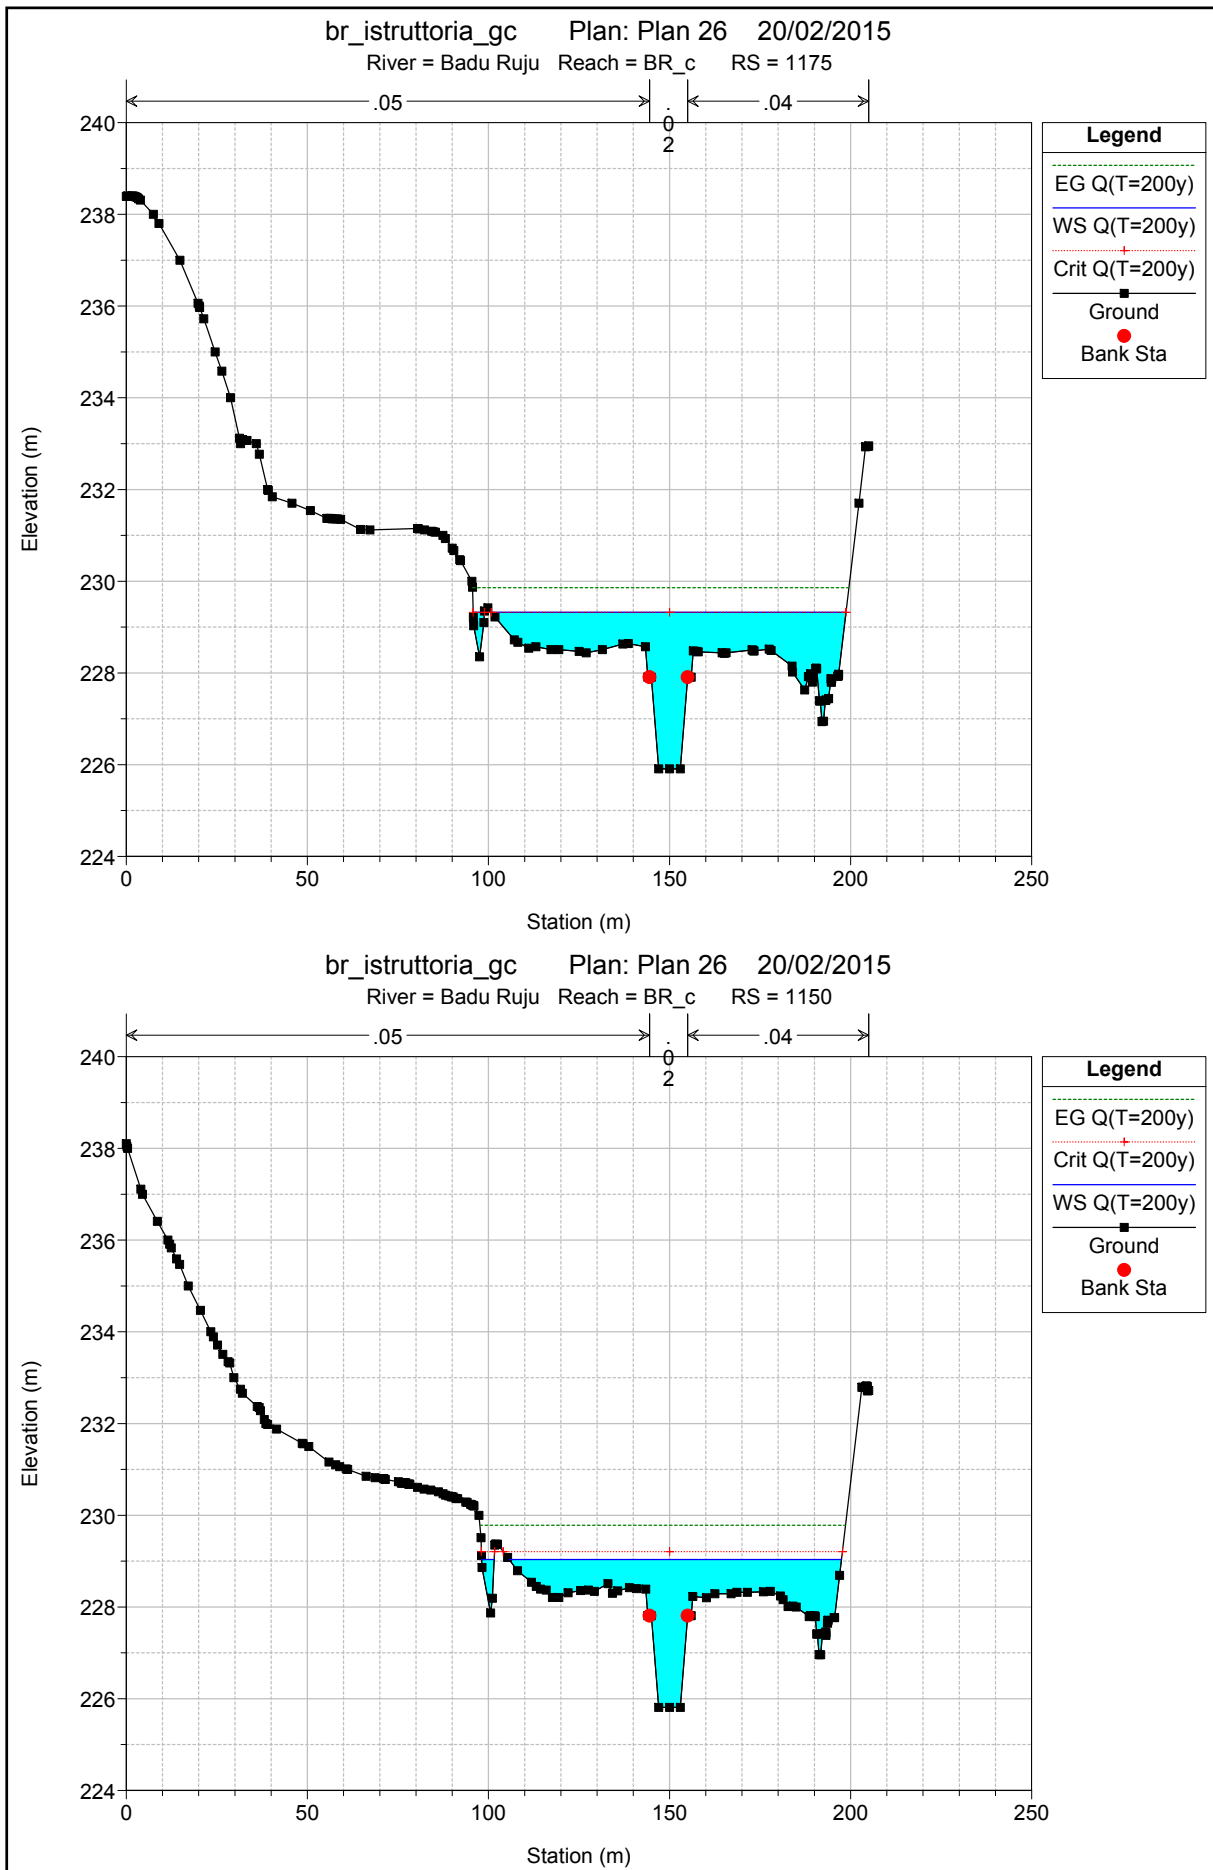 br_istruttoria_gc Plan: Plan 26 20/02/2015
River = Badu Ruju Reach = BR_c RS = 1175
.05 .02 .04
240
238
236
234
232
230
228
226
224
Elevation (m)
0 50 100 150 200 250
Station (m)
Legend
EG Q(T=200y)
WS Q(T=200y)
Crit Q(T=200y)
Ground
Bank Sta
br_istruttoria_gc Plan: Plan 26 20/02/2015
River = Badu Ruju Reach = BR_c RS = 1150
.05 .02 .04
240
238
236
234
232
230
228
226
224
Elevation (m)
0 50 100 150 200 250
Station (m)
Legend
EG Q(T=200y)
Crit Q(T=200y)
WS Q(T=200y)
Ground
Bank Sta